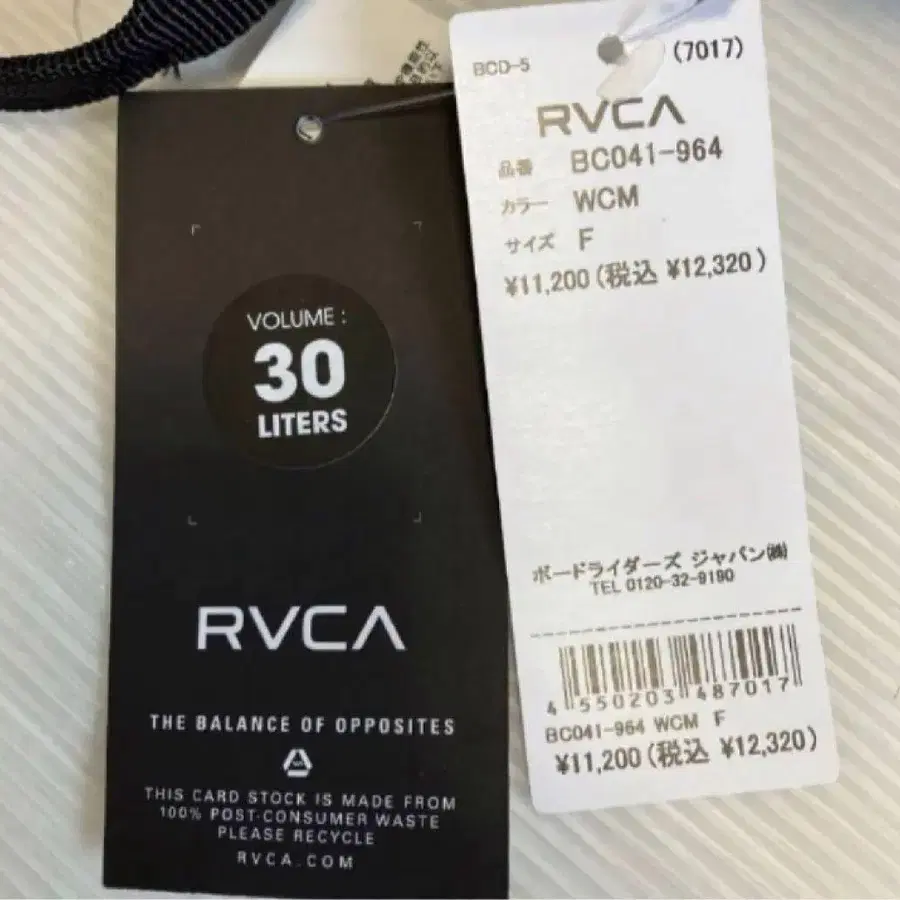 VOLUME :
30
LITERS
RVCA
THE BALANCE OF OPPOSITES
THIS CARD STOCK IS MADE FROM
100% POST-CONSUMER WASTE
PLEASE RECYCLE
RVCA.COM
BCD-5
(7017)
RVCA
品番 BC041-964
カラー WCM
サイズ F
¥11,200(税込 ¥12,320)
ボードライダーズ ジャパン㈱
TEL 0120-32-9190
4 550203 487017
BC041-964 WCM F
¥11,200(税込 ¥12,320)